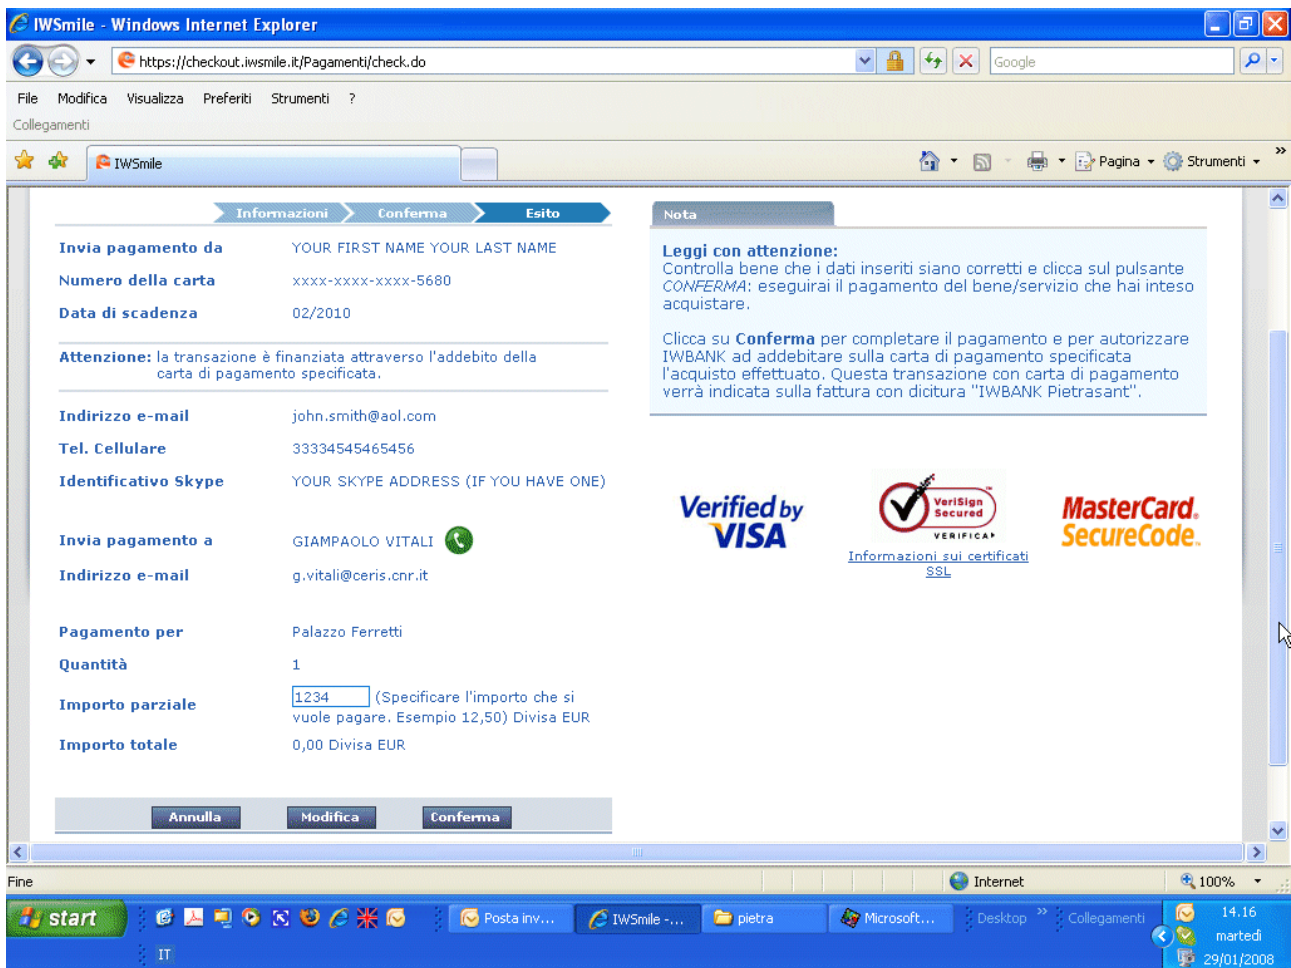 IWSmile - Windows Internet Explorer
https://checkout.iwsmile.it/Pagamenti/check.do
Google
File Modifica Visualizza Preferiti Strumenti ?
Collegamenti
IWSmile
Pagina Strumenti »
Informazioni Conferma Esito
Invia pagamento da YOUR FIRST NAME YOUR LAST NAME
Numero della carta xxxx-xxxx-xxxx-5680
Data di scadenza 02/2010
Attenzione: la transazione è finanziata attraverso l'addebito della
carta di pagamento specificata.
Indirizzo e-mail john.smith@aol.com
Tel. Cellulare 33334545465456
Identificativo Skype YOUR SKYPE ADDRESS (IF YOU HAVE ONE)
Invia pagamento a GIAMPAOLO VITALI
Indirizzo e-mail g.vitali@ceris.cnr.it
Pagamento per Palazzo Ferretti
Quantità 1
Importo parziale 1234 (Specificare l'importo che si
vuole pagare. Esempio 12,50) Divisa EUR
Importo totale 0,00 Divisa EUR
Annulla Modifica Conferma
Nota
Leggi con attenzione:
Controlla bene che i dati inseriti siano corretti e clicca sul pulsante
CONFERMA: eseguirai il pagamento del bene/servizio che hai inteso
acquistare.
Clicca su Conferma per completare il pagamento e per autorizzare
IWBANK ad addebitare sulla carta di pagamento specificata
l'acquisto effettuato. Questa transazione con carta di pagamento
verrà indicata sulla fattura con dicitura "IWBANK Pietrasant".
Verified by
VISA
VeriSign
Secured
VERIFICA
MasterCard.
SecureCode.
Informazioni sui certificati
SSL
Fine
Internet
100%
start
Posta inv...
IWSmile -...
pietra
Microsoft...
Desktop »
Collegamenti
IT
14.16
martedì
29/01/2008